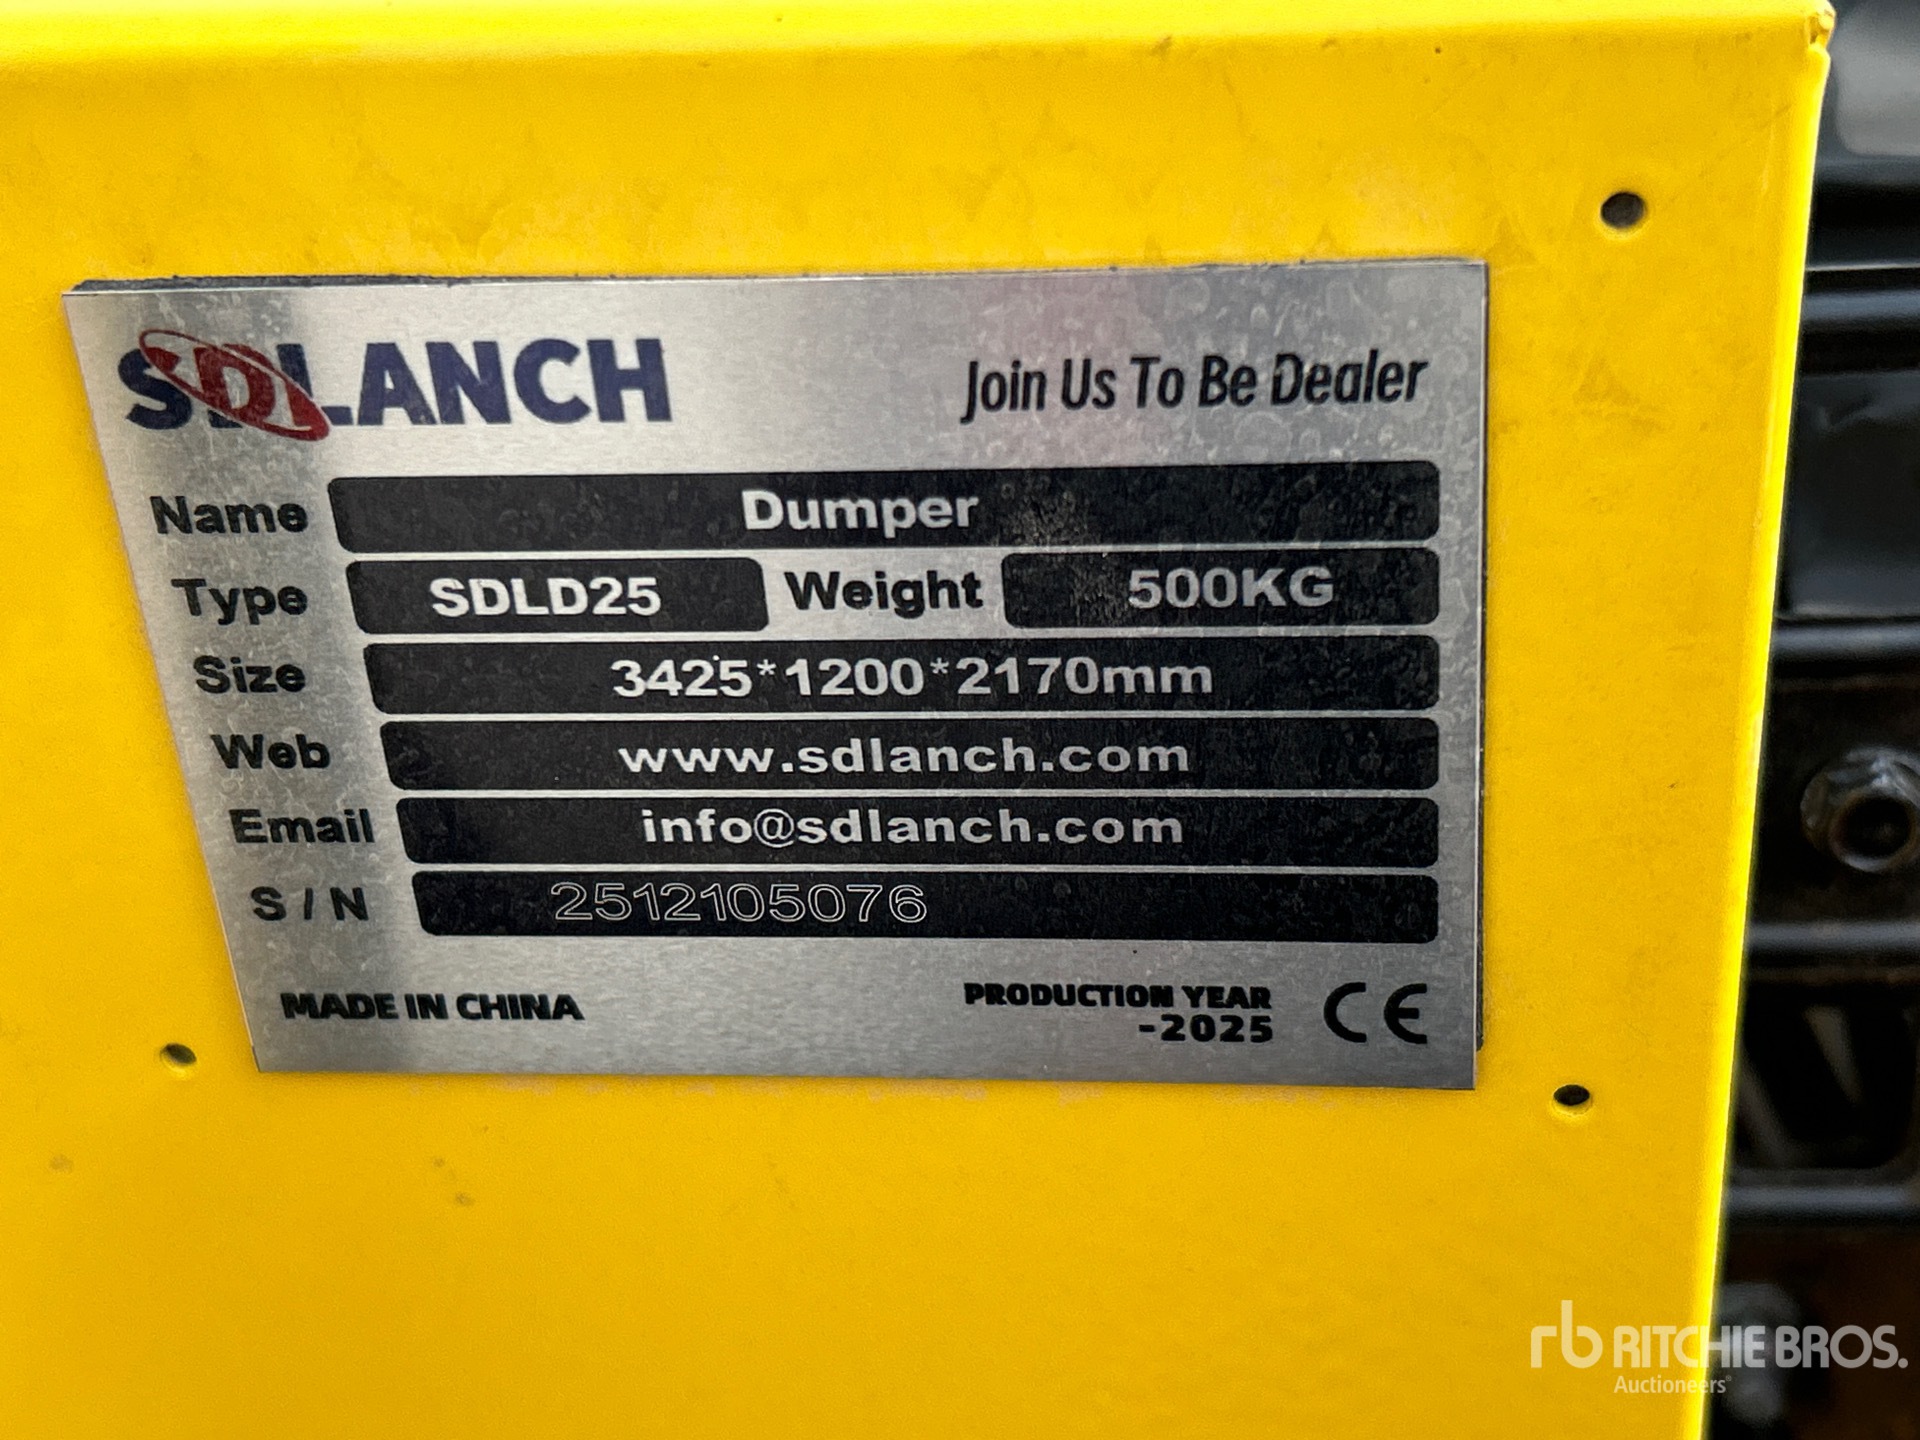 SDLANCH
Join Us To Be Dealer
Name Dumper
Type SDLD25 Weight 500KG
Size 3425*1200*2170mm
Web www.sdlanch.com
Email info@sdlanch.com
S/N 2512105076
MADE IN CHINA
PRODUCTION YEAR
-2025
CE
rb RITCHIE BROS.
Auctioneers